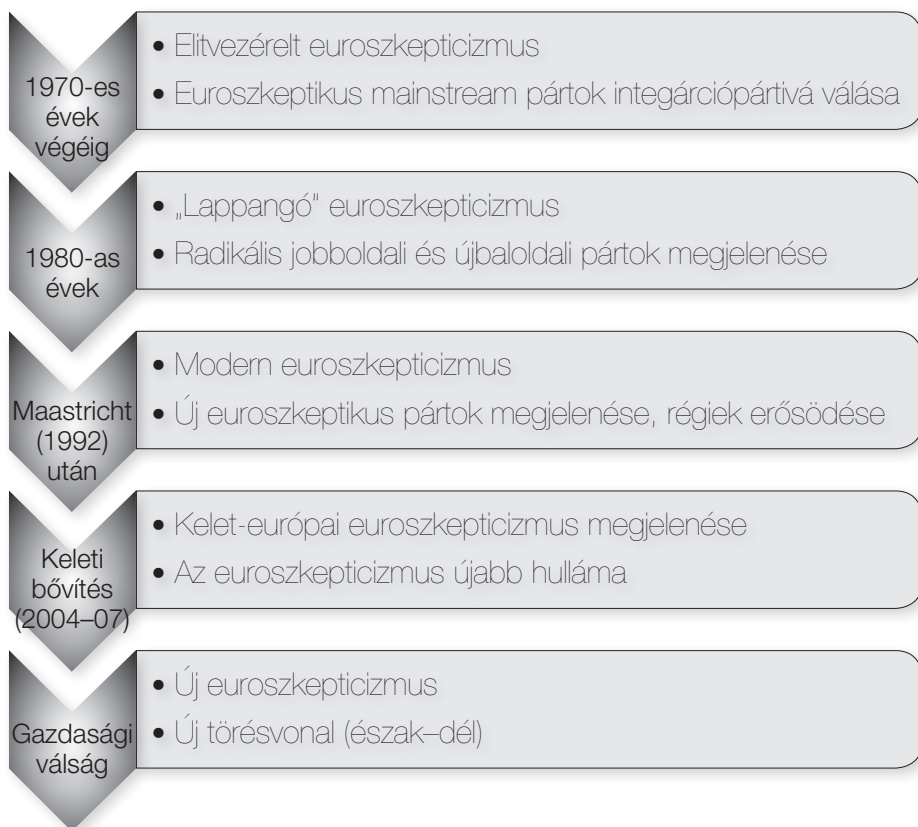 1970-es
évek
végéig
• Elitvezérelt euroszkepticizmus
• Euroszkeptikus mainstream pártok integárciópártivá válása
1980-as
évek
• „Lappangó” euroszkepticizmus
• Radikális jobboldali és újbaloldali pártok megjelenése
Maastricht
(1992)
után
• Modern euroszkepticizmus
• Új euroszkeptikus pártok megjelenése, régiek erősödése
Keleti
bővítés
(2004–07)
• Kelet-európai euroszkepticizmus megjelenése
• Az euroszkepticizmus újabb hulláma
Gazdasági
válság
• Új euroszkepticizmus
• Új törésvonal (észak–dél)